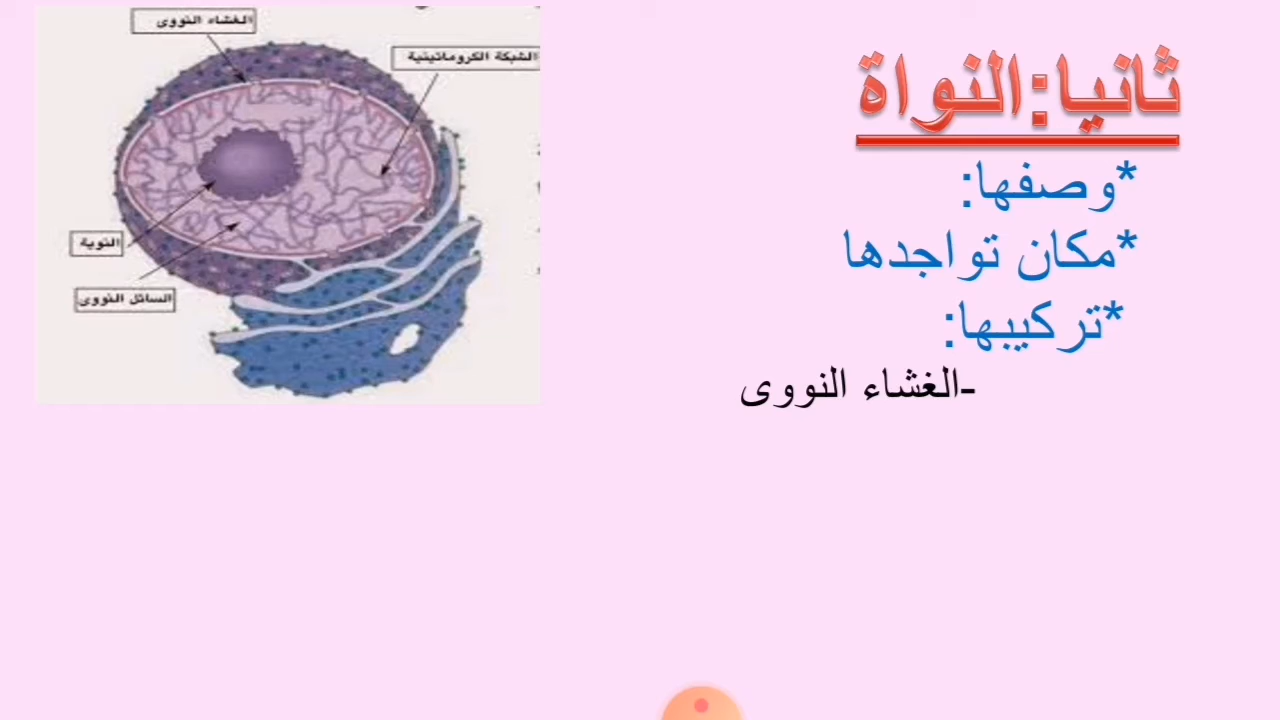 ثانيا:النواة
*وصفها:
*مكان تواجدها
*تركيبها:
-الغشاء النووى
الغشاء النووى
الشبكة الكروماتينية
النوية
السائل النووى